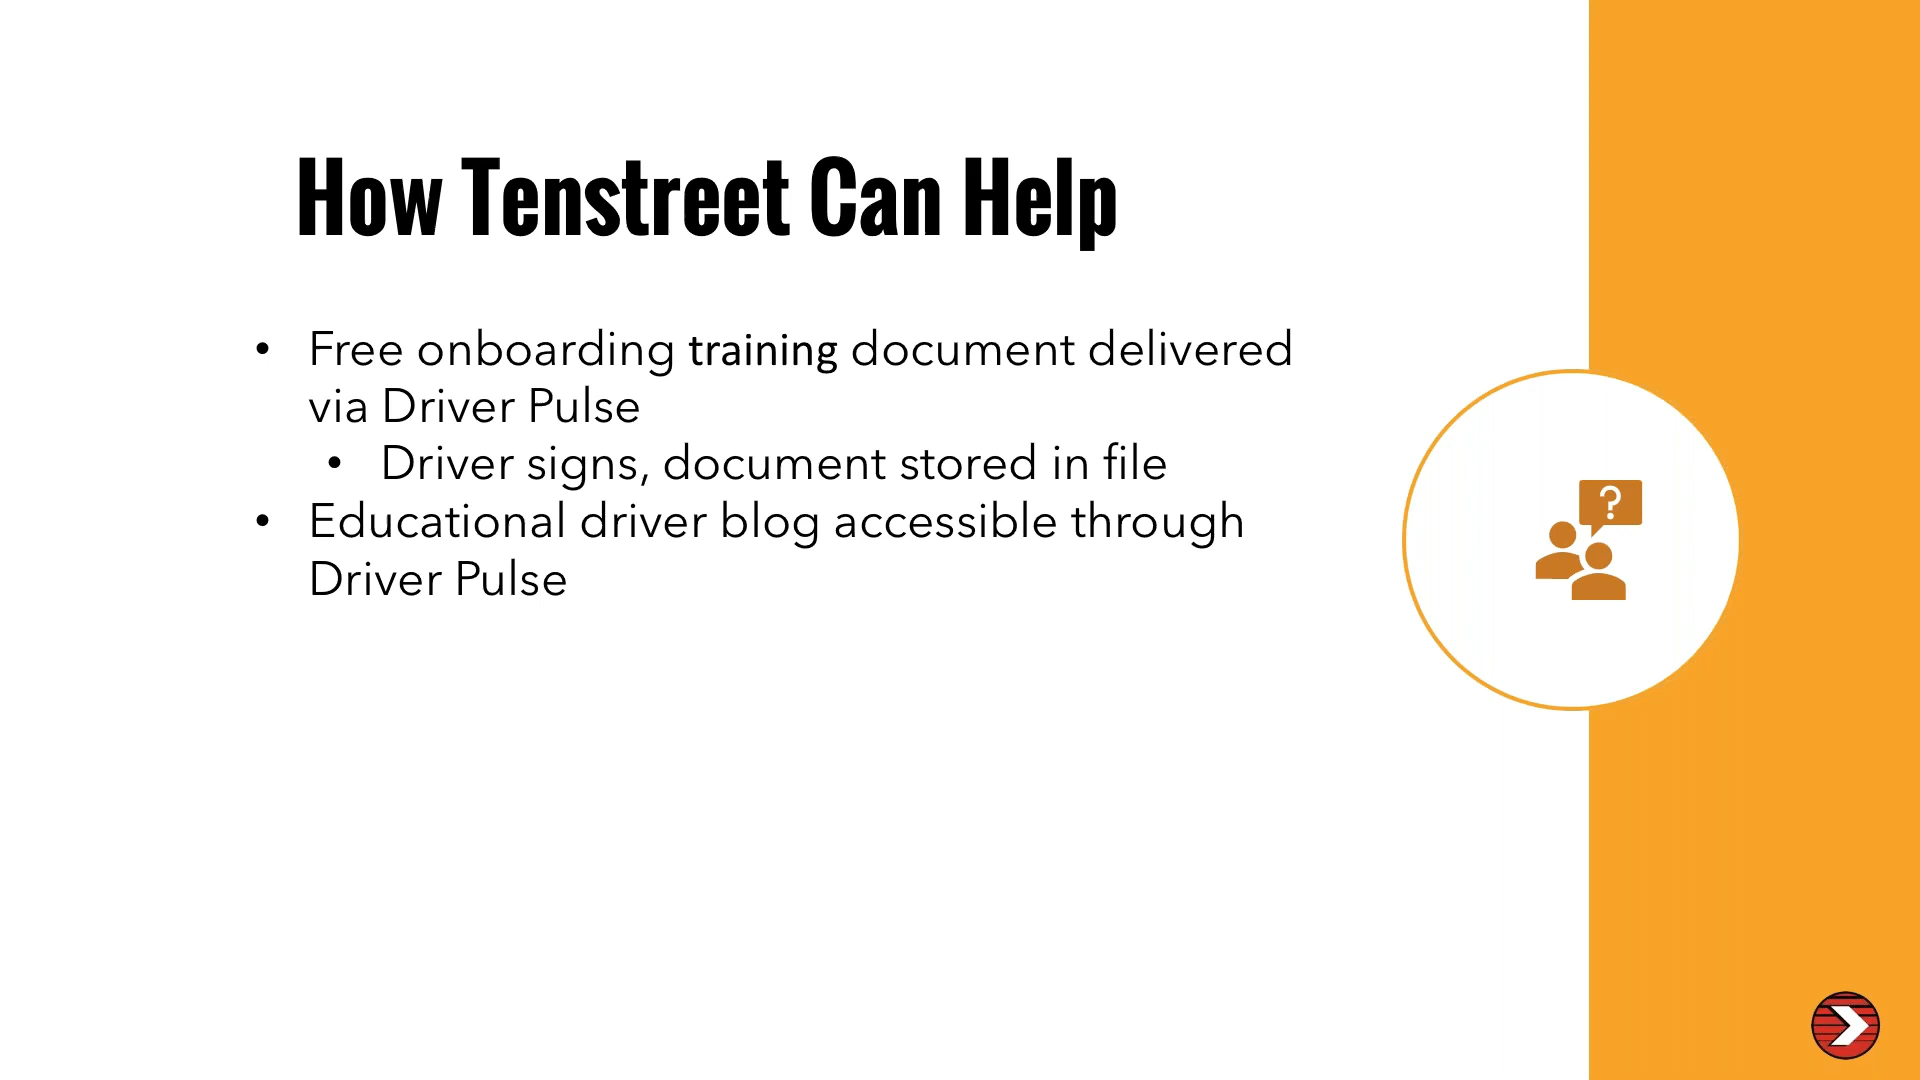 How Tenstreet Can Help
• Free onboarding training document delivered
via Driver Pulse
• Driver signs, document stored in file
• Educational driver blog accessible through
Driver Pulse
?